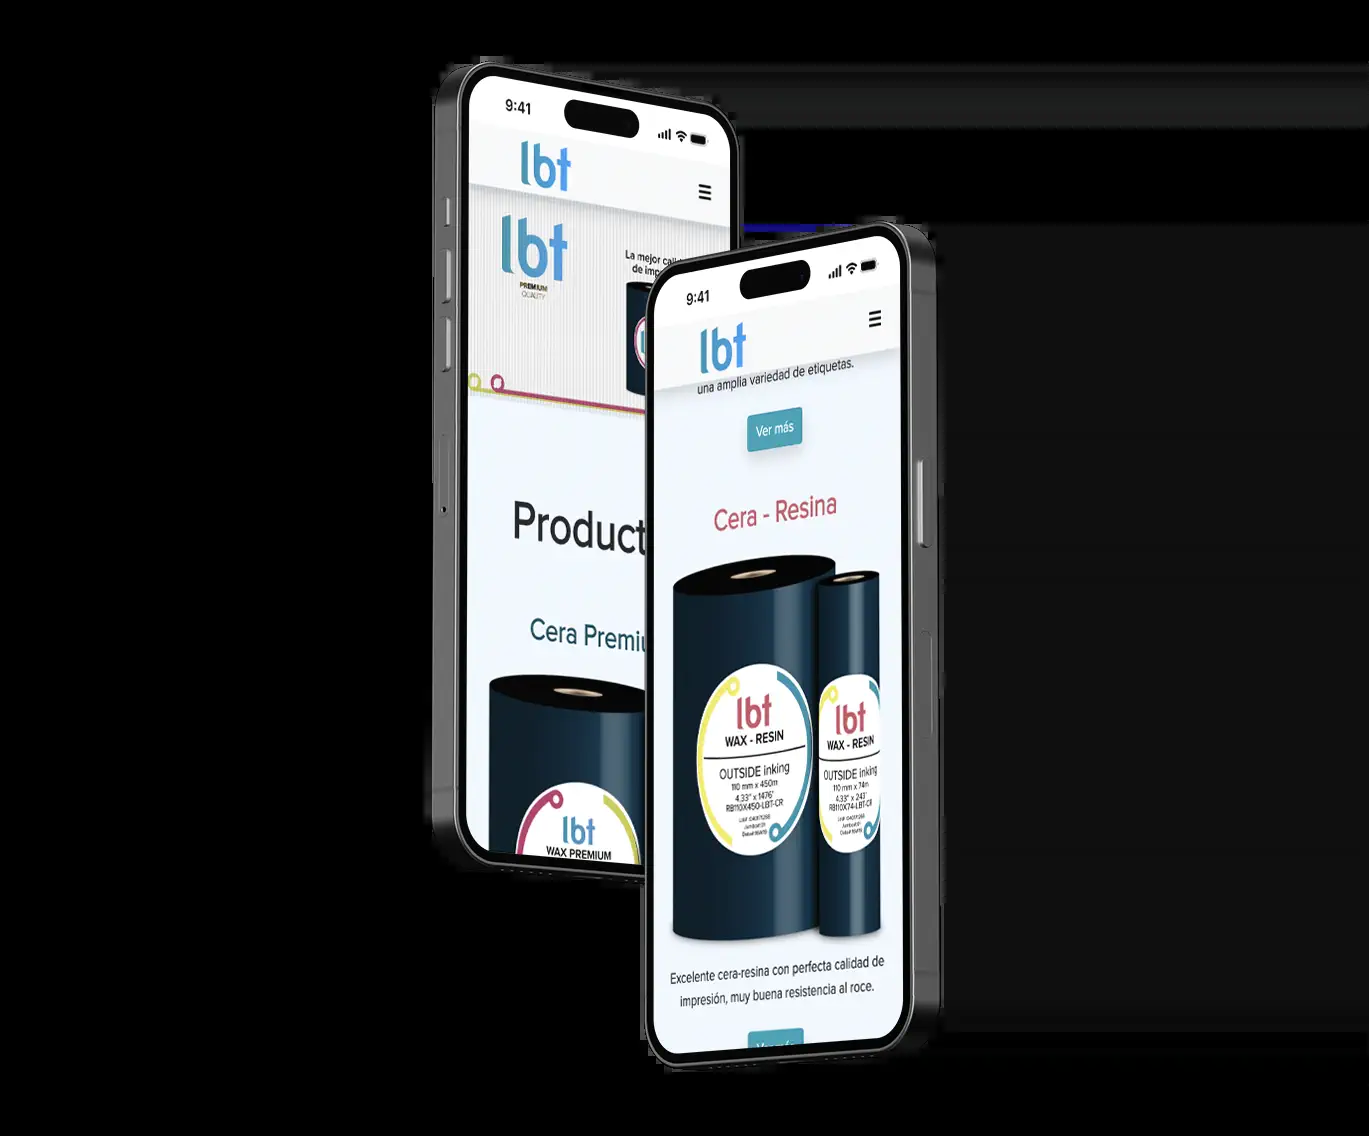 9:41
lbt
lbt
PREMIUM
QUALITY
La mejor
de
Product
Cera
lbt
WAX PREMIUM
9:41
lbt
una amplia variedad de etiquetas.
Ver más
Cera - Resina
lbt
WAX - RESIN
OUTSIDE inking
110 mm x 450m
4.33" x 1476'
RB110X450-LBT-CR
lbt
WAX - RESIN
OUTSIDE inking
110 mm x 74m
4.33" x 243'
RB110X74-LBT-CR
Excelente cera-resina con perfecta calidad de
impresión, muy buena resistencia al roce.